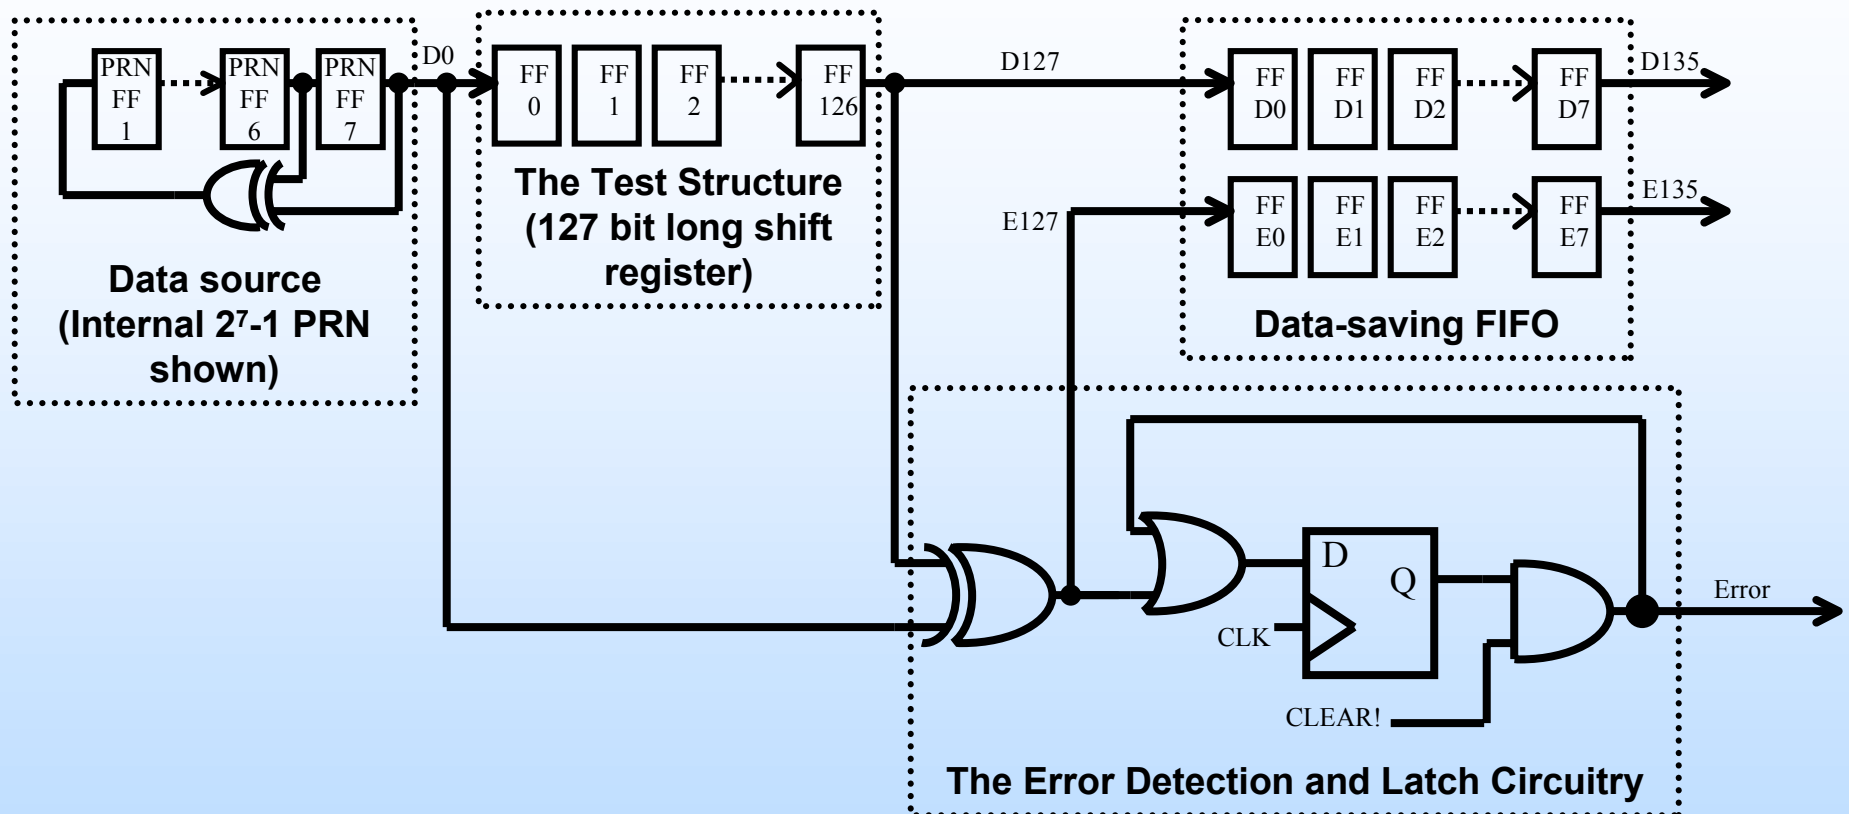 PRN
FF
1
PRN
FF
6
PRN
FF
7
D0
Data source
(Internal 2⁷-1 PRN
shown)
FF
0
FF
1
FF
2
FF
126
The Test Structure
(127 bit long shift
register)
D127
E127
FF
D0
FF
D1
FF
D2
FF
D7
D135
FF
E0
FF
E1
FF
E2
FF
E7
E135
Data-saving FIFO
D
Q
CLK
CLEAR!
Error
The Error Detection and Latch Circuitry